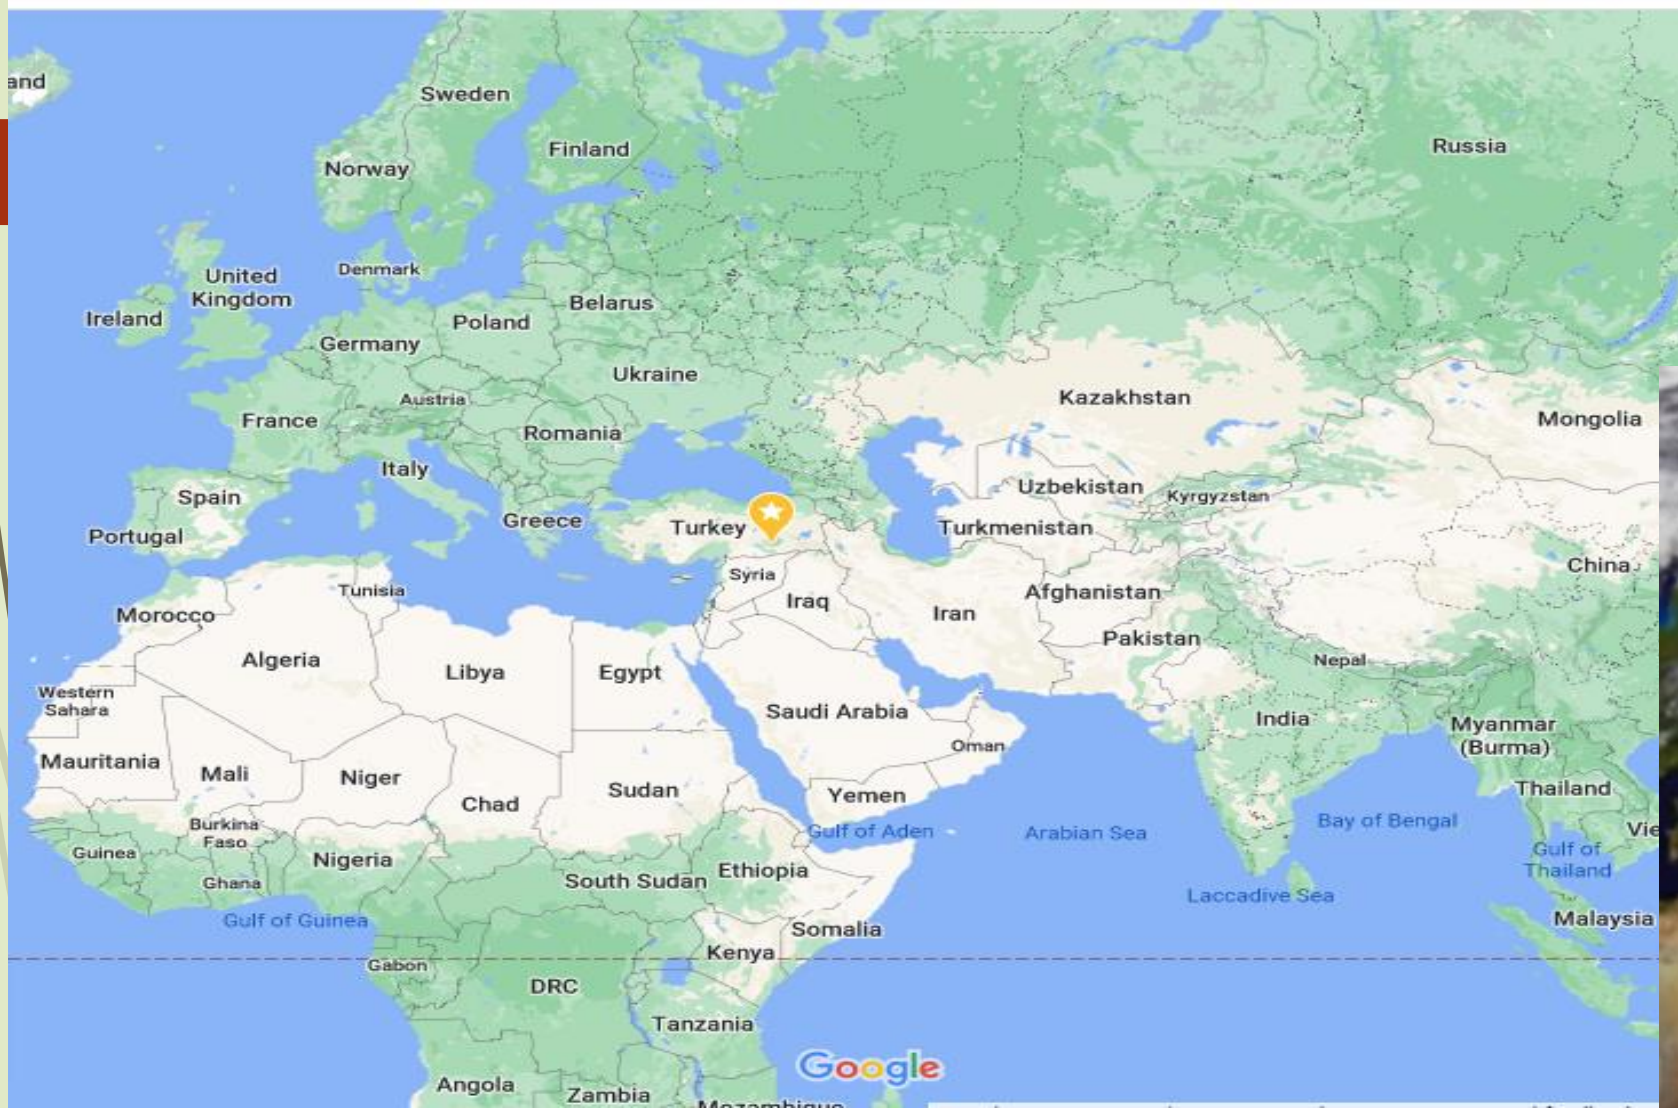 and
Sweden
Finland
Norway
Russia
United
Kingdom
Denmark
Ireland
Belarus
Poland
Germany
Ukraine
Austria
Kazakhstan
France
Romania
Mongolia
Italy
Spain
Uzbekistan
Kyrgyzstan
Greece
Turkey
Turkmenistan
Portugal
China
Syria
Tunisia
Afghanistan
Iraq
Iran
Morocco
Pakistan
Algeria
Nepal
Libya
Egypt
Western
Sahara
Saudi Arabia
India
Myanmar
(Burma)
Oman
Mauritania
Mali
Niger
Sudan
Thailand
Chad
Yemen
Burkina
Faso
Gulf of Aden
Arabian Sea
Bay of Bengal
Vie
Guinea
Nigeria
Gulf of
Thailand
Ethiopia
South Sudan
Ghana
Laccadive Sea
Gulf of Guinea
Malaysia
Somalia
Kenya
Gabon
DRC
Tanzania
Google
Angola
Zambia
Mozambique